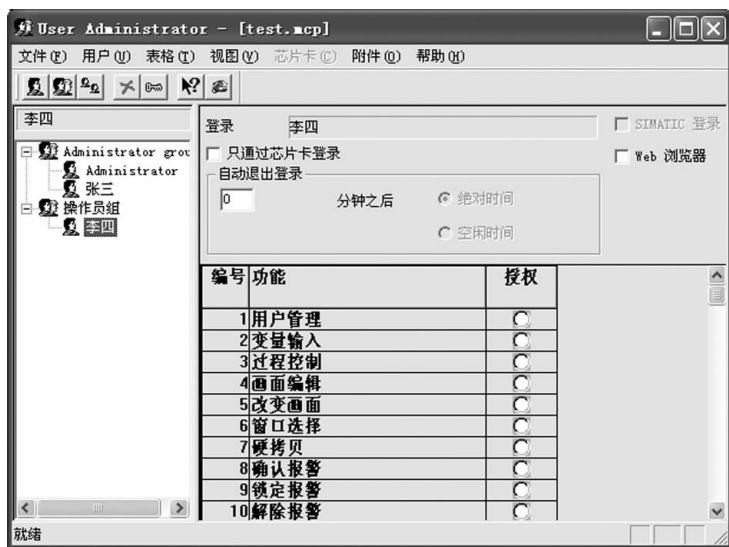 User Administrator - [test.mcp]
文件(F) 用户(U) 表格(T) 视图(V) 芯片卡(C) 附件(O) 帮助(H)
李四
Administrator grou
Administrator
张三
操作员组
李四
登录 李四
SIMATIC 登录
只通过芯片卡登录
Web 浏览器
自动退出登录
0 分钟之后 绝对时间
空闲时间
编号 功能 授权
1 用户管理
2 变量输入
3 过程控制
4 画面编辑
5 改变画面
6 窗口选择
7 硬拷贝
8 确认报警
9 锁定报警
10 解除报警
就绪